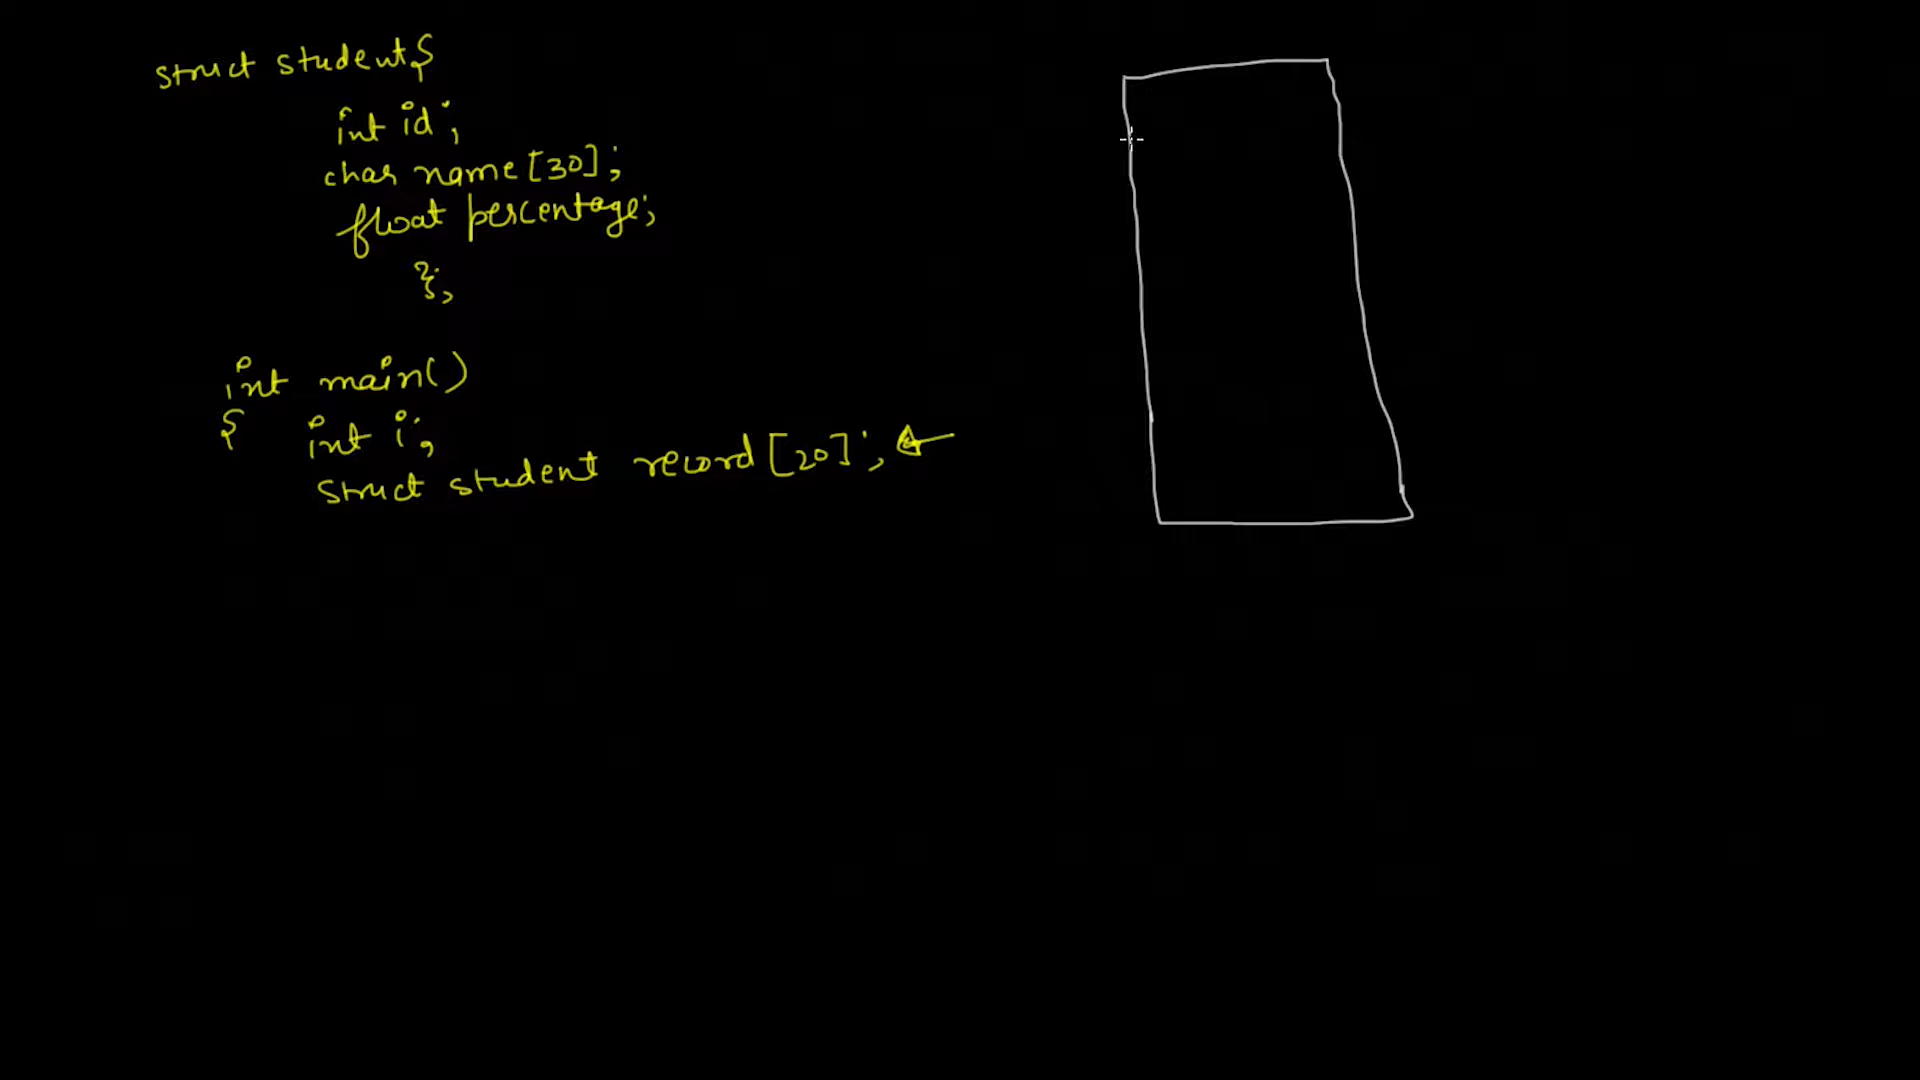 struct student{
int id;
char name[30];
float percentage;
};
int main()
{ int i;
struct student record[20];